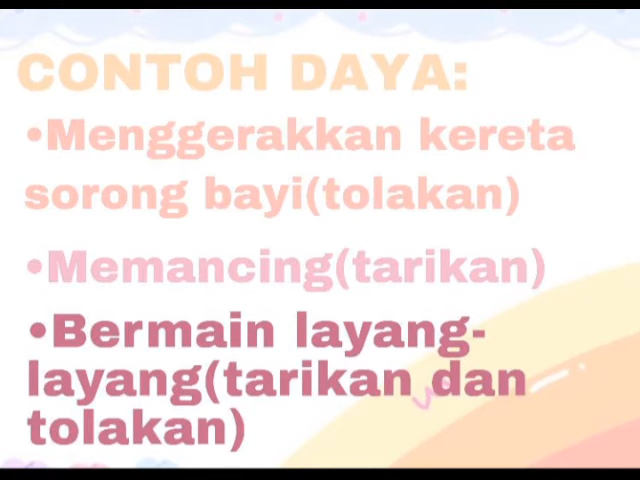 CONTOH DAYA:
•Menggerakkan kereta
sorong bayi(tolakan)
•Memancing(tarikan)
•Bermain layang-
layang(tarikan dan
tolakan)